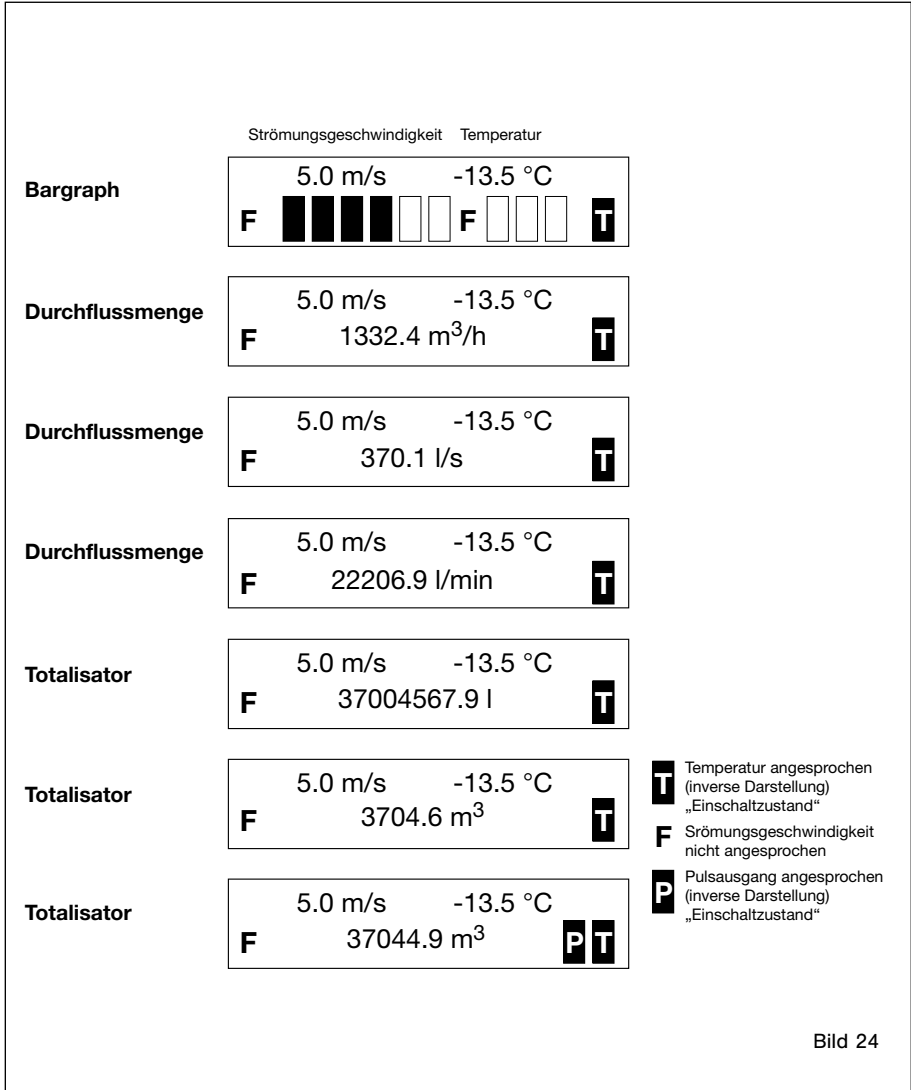 Strömungsgeschwindigkeit Temperatur
Bargraph
5.0 m/s -13.5 °C
F F T
Durchflussmenge
5.0 m/s -13.5 °C
F 1332.4 m³/h T
Durchflussmenge
5.0 m/s -13.5 °C
F 370.1 l/s T
Durchflussmenge
5.0 m/s -13.5 °C
F 22206.9 l/min T
Totalisator
5.0 m/s -13.5 °C
F 37004567.9 l T
Totalisator
5.0 m/s -13.5 °C
F 3704.6 m³ T
Totalisator
5.0 m/s -13.5 °C
F 37044.9 m³ P T
T Temperatur angesprochen
(inverse Darstellung)
„Einschaltzustand“
F Srömungsgeschwindigkeit
nicht angesprochen
P Pulsausgang angesprochen
(inverse Darstellung)
„Einschaltzustand“
Bild 24